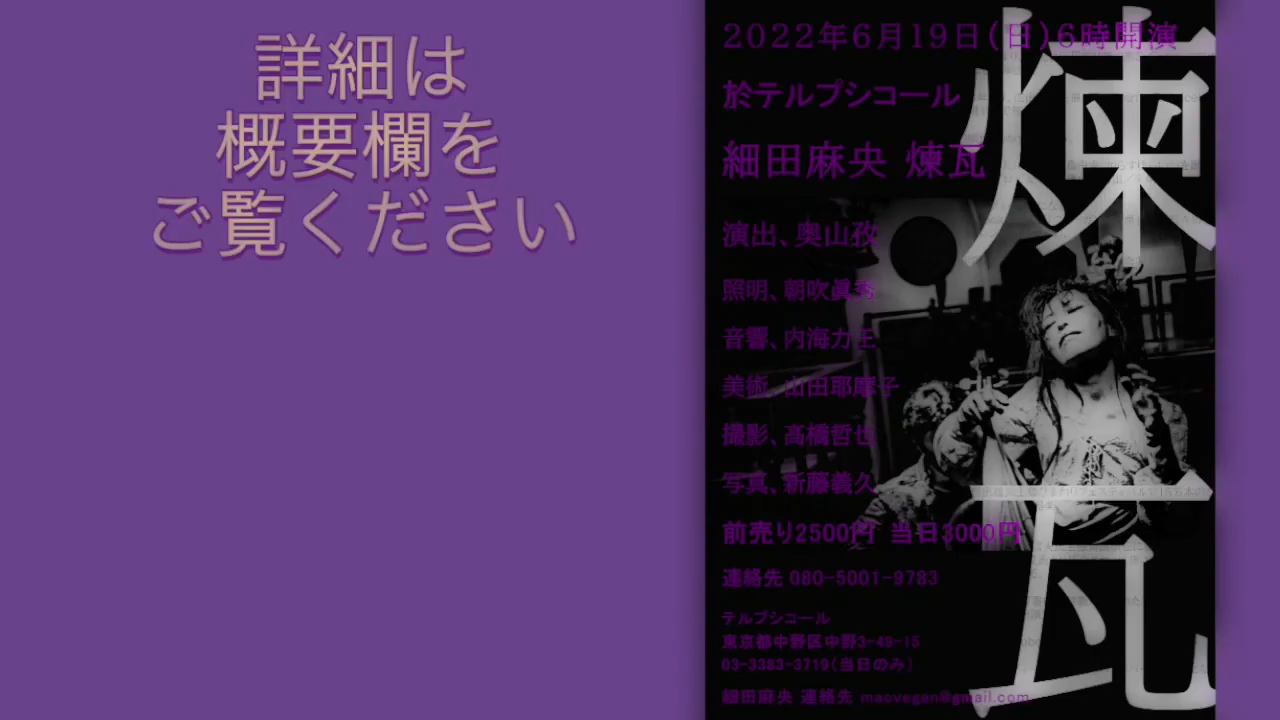 詳細は
概要欄を
ご覧ください
2022年6月19日(日)6時開演
於テルプシコール
細田麻央 煉瓦
演出、奥山孜
照明、朝吹眞秀
音響、内海力王
美術、山田耶摩子
撮影、高橋哲也
写真、新藤義久
前売り2500円 当日3000円
連絡先 080-5001-9783
テルプシコール
東京都中野区中野3-49-15
03-3383-3719(当日のみ)
細田麻央 連絡先 maovegan@gmail.com
煉瓦